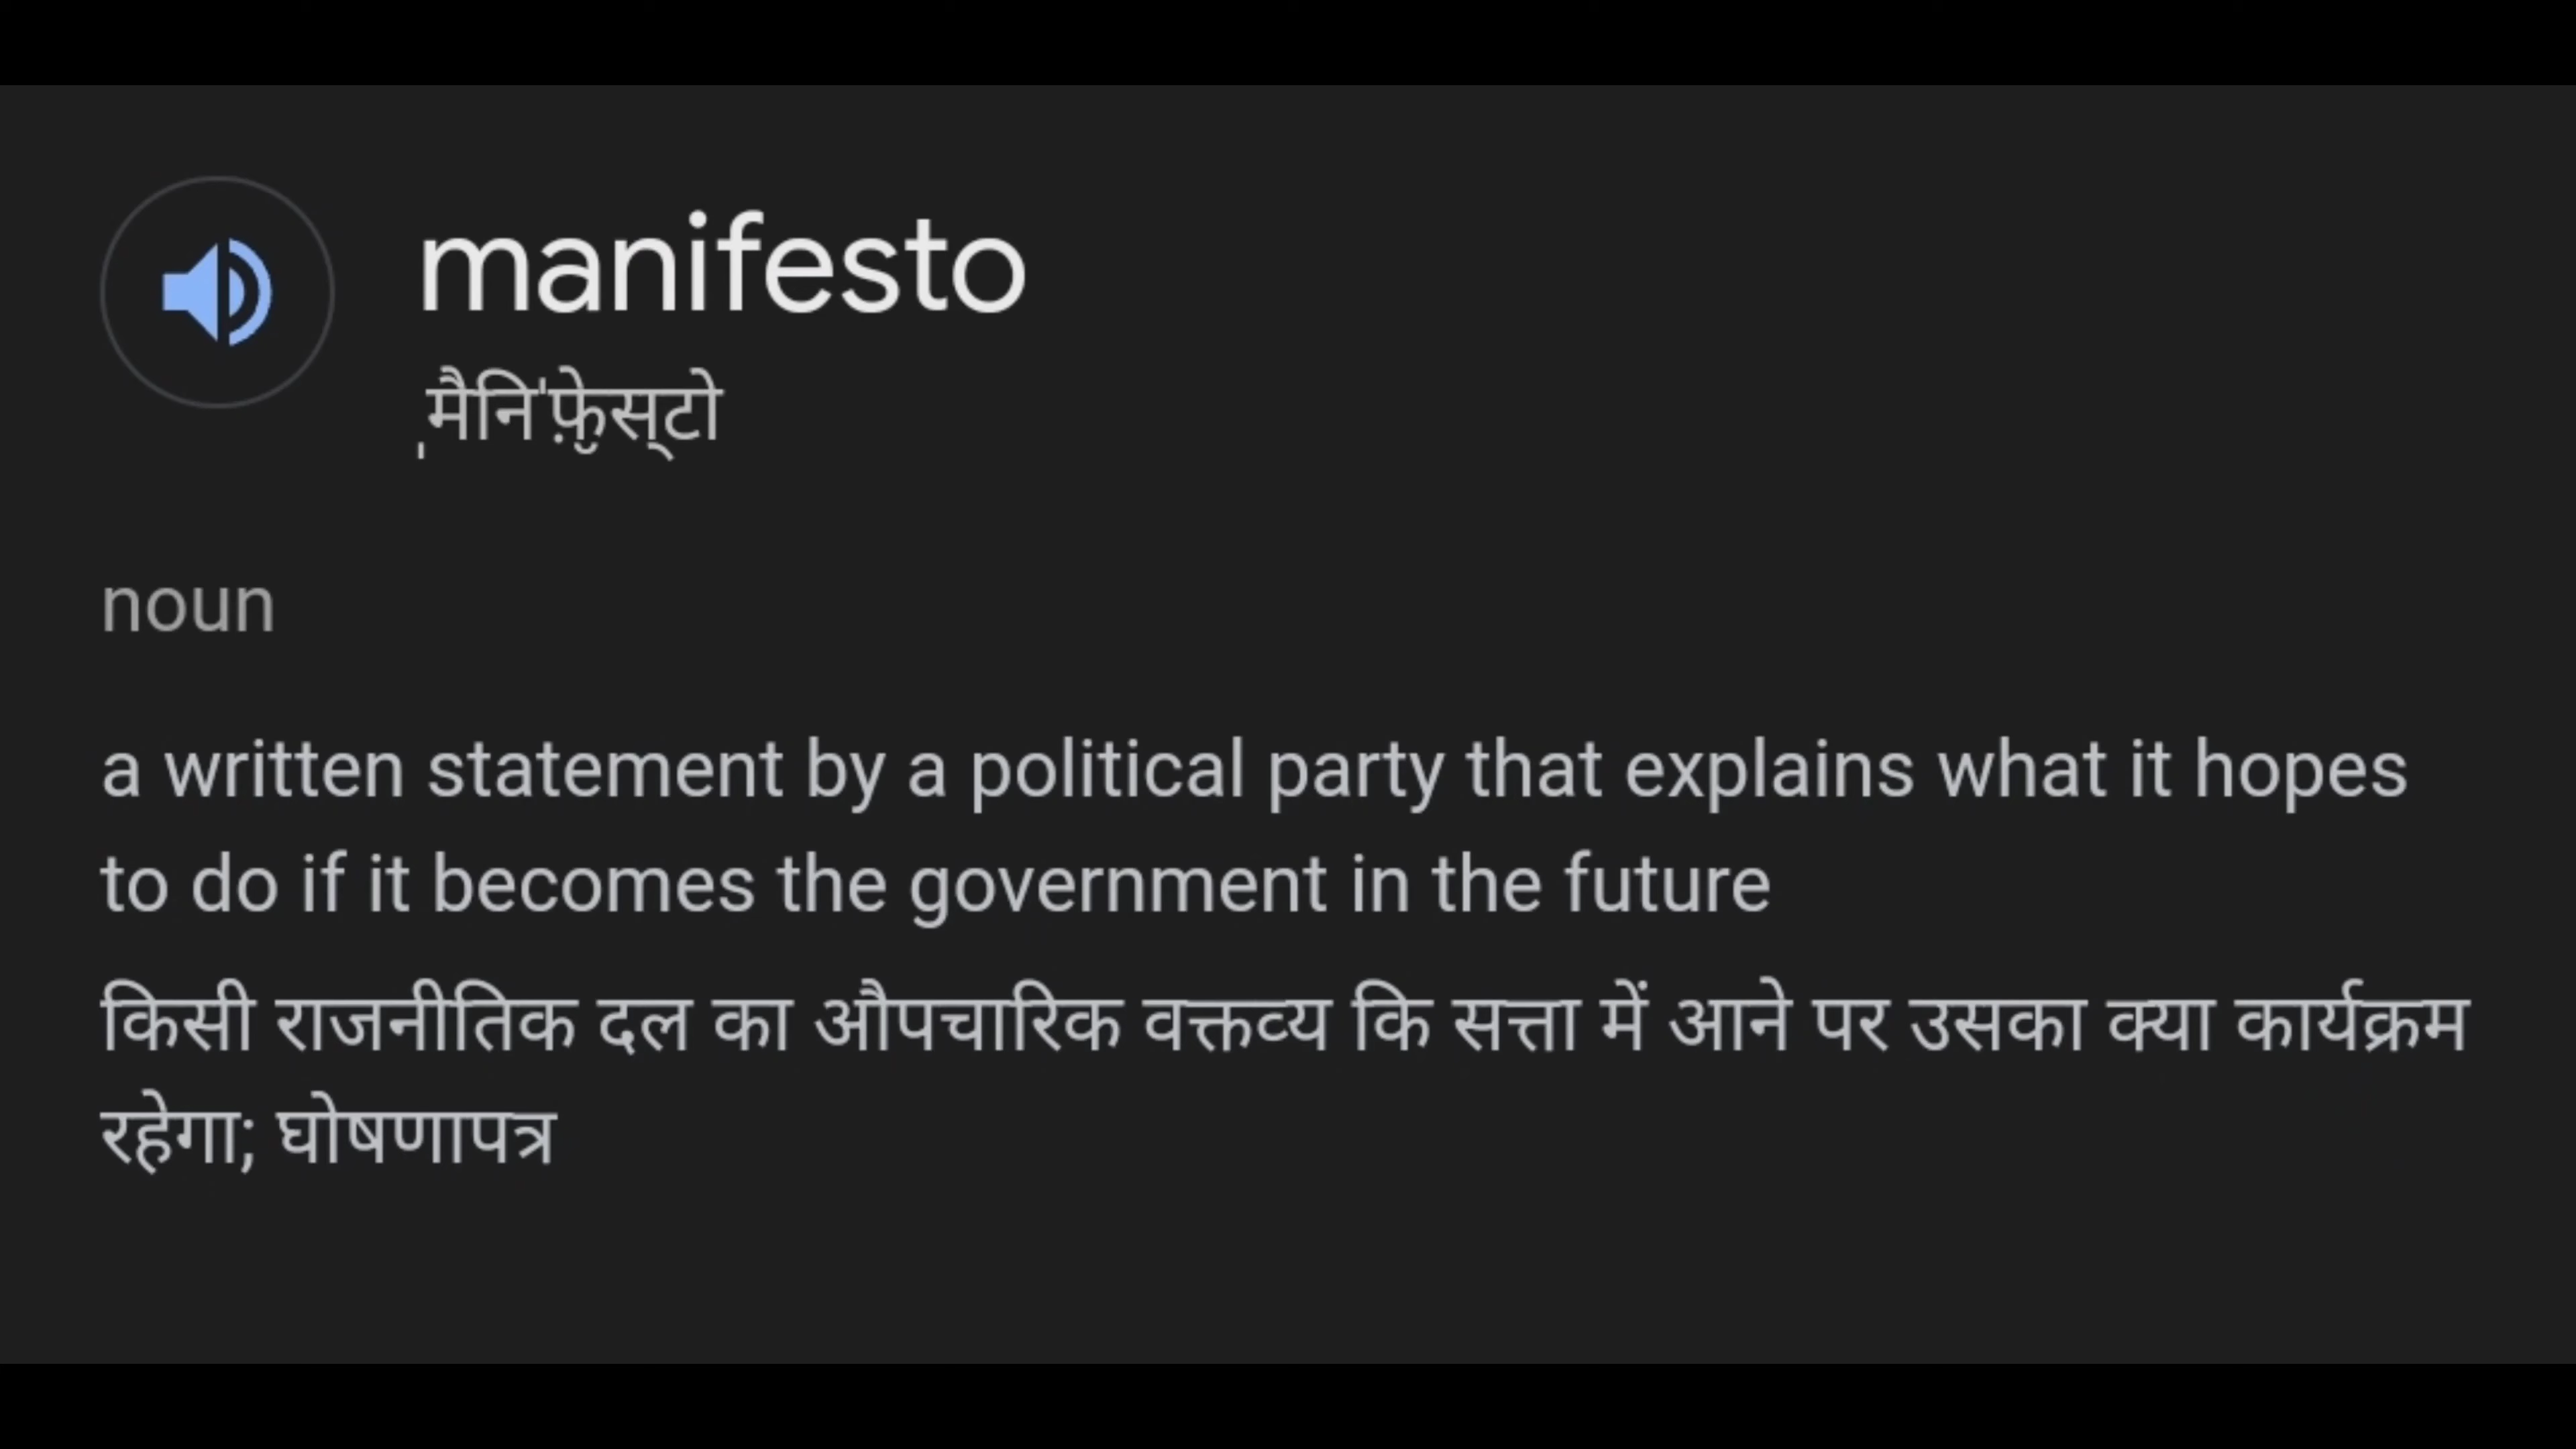 manifesto
ˌमैनिˈफ़ेुस्‌टो
noun
a written statement by a political party that explains what it hopes
to do if it becomes the government in the future
किसी राजनीतिक दल का औपचारिक वक्तव्य कि सत्ता में आने पर उसका क्या कार्यक्रम
रहेगा; घोषणापत्र